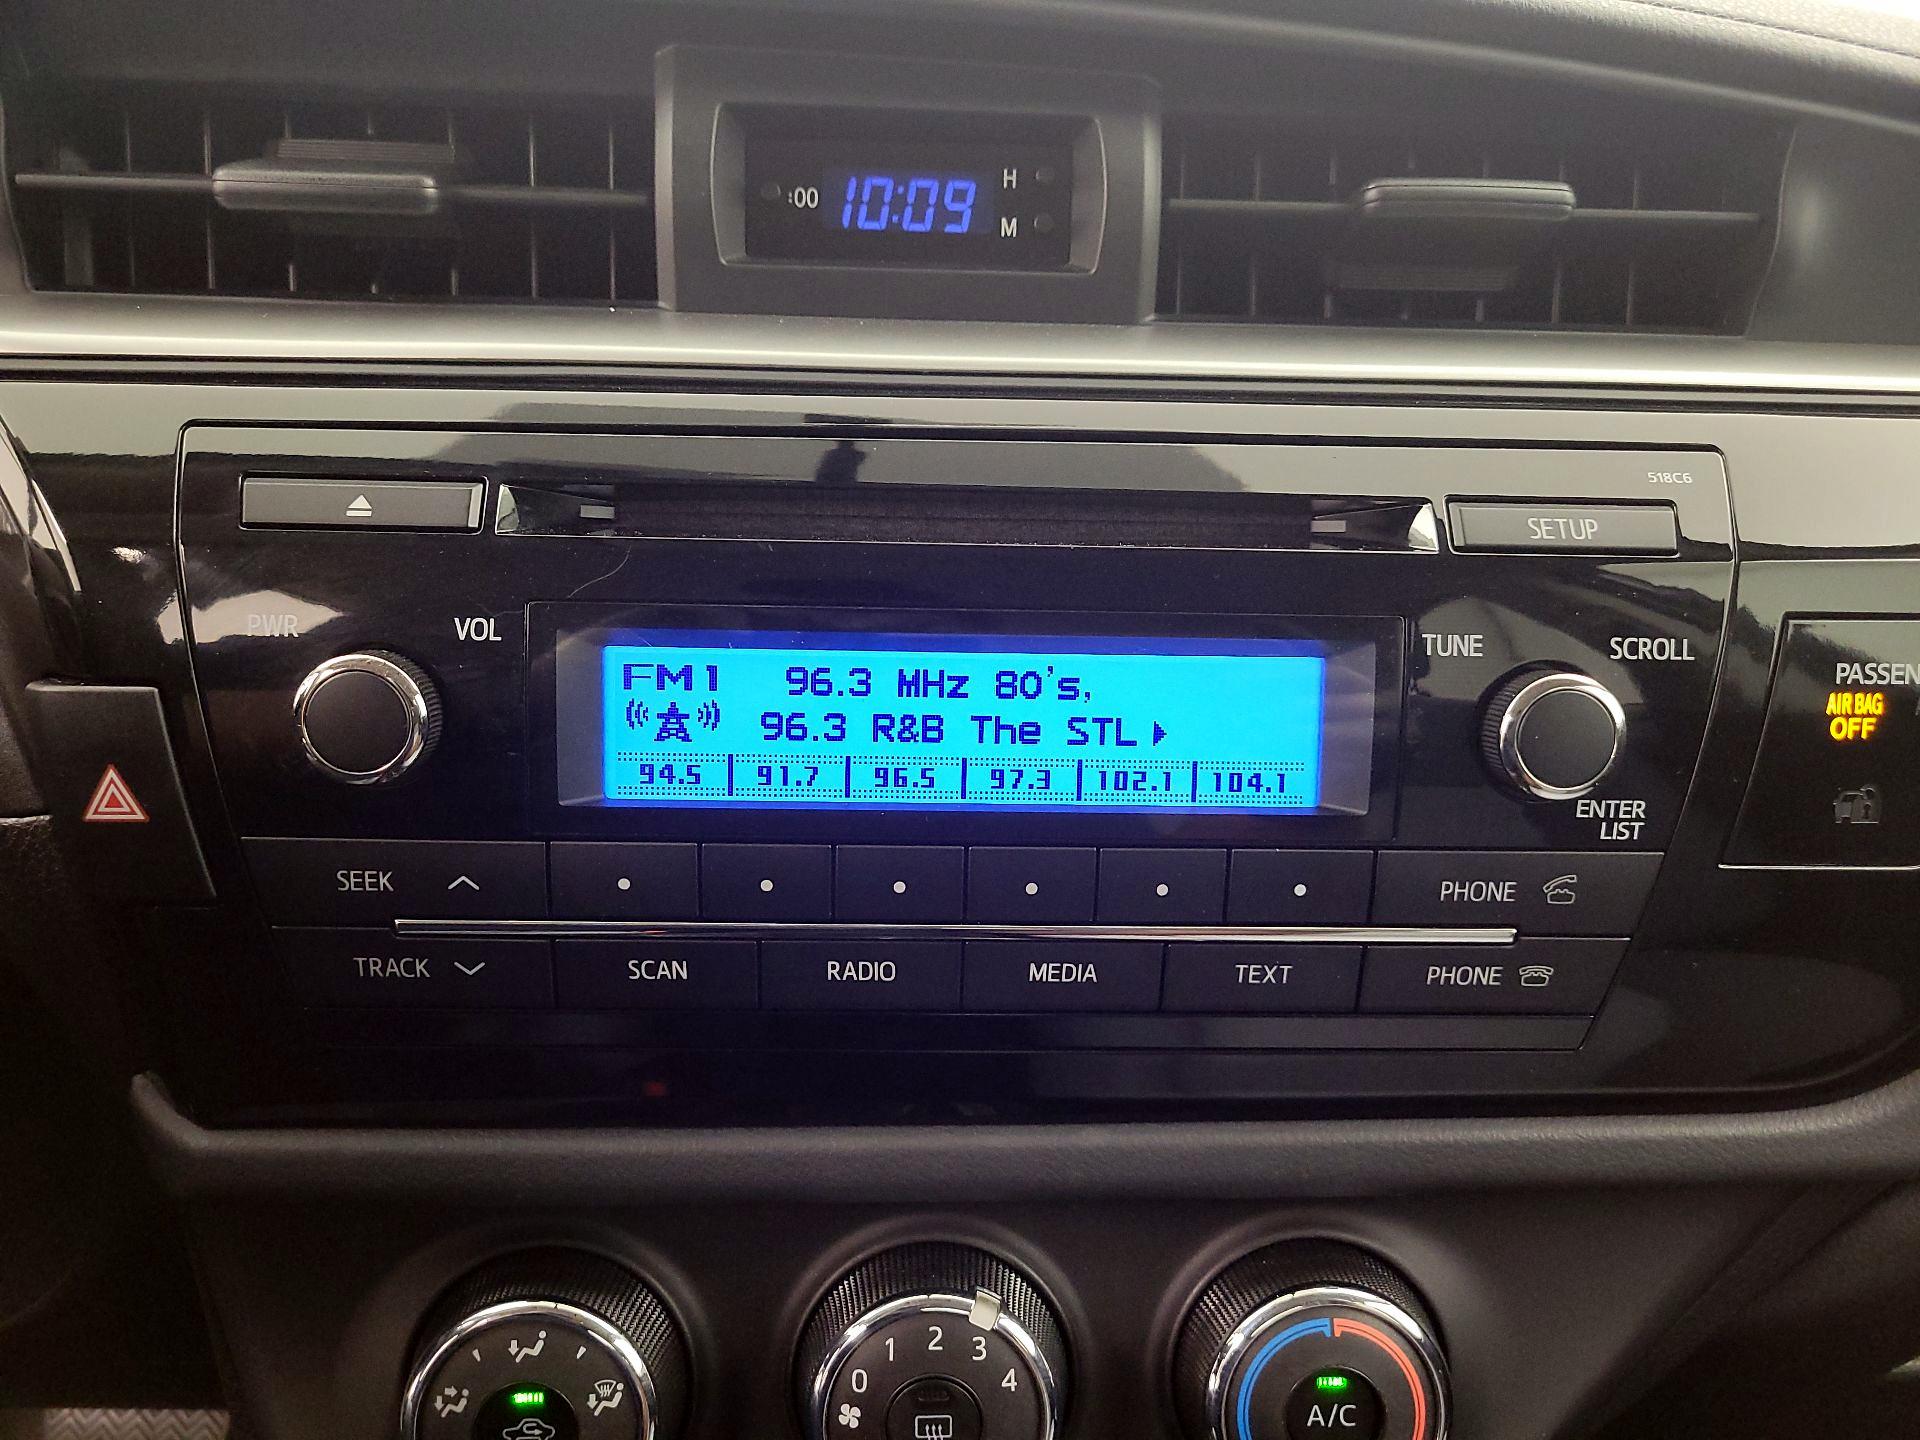 :00 10:09 H
M
518C6
SETUP
PWR VOL
TUNE SCROLL
FM1 96.3 MHz 80's,
96.3 R&B The STL
94.5 91.7 96.5 97.3 102.1 104.1
ENTER
LIST
PASSEN
AIR BAG
OFF
SEEK PHONE
TRACK SCAN RADIO MEDIA TEXT PHONE
0 1 2 3 4
A/C